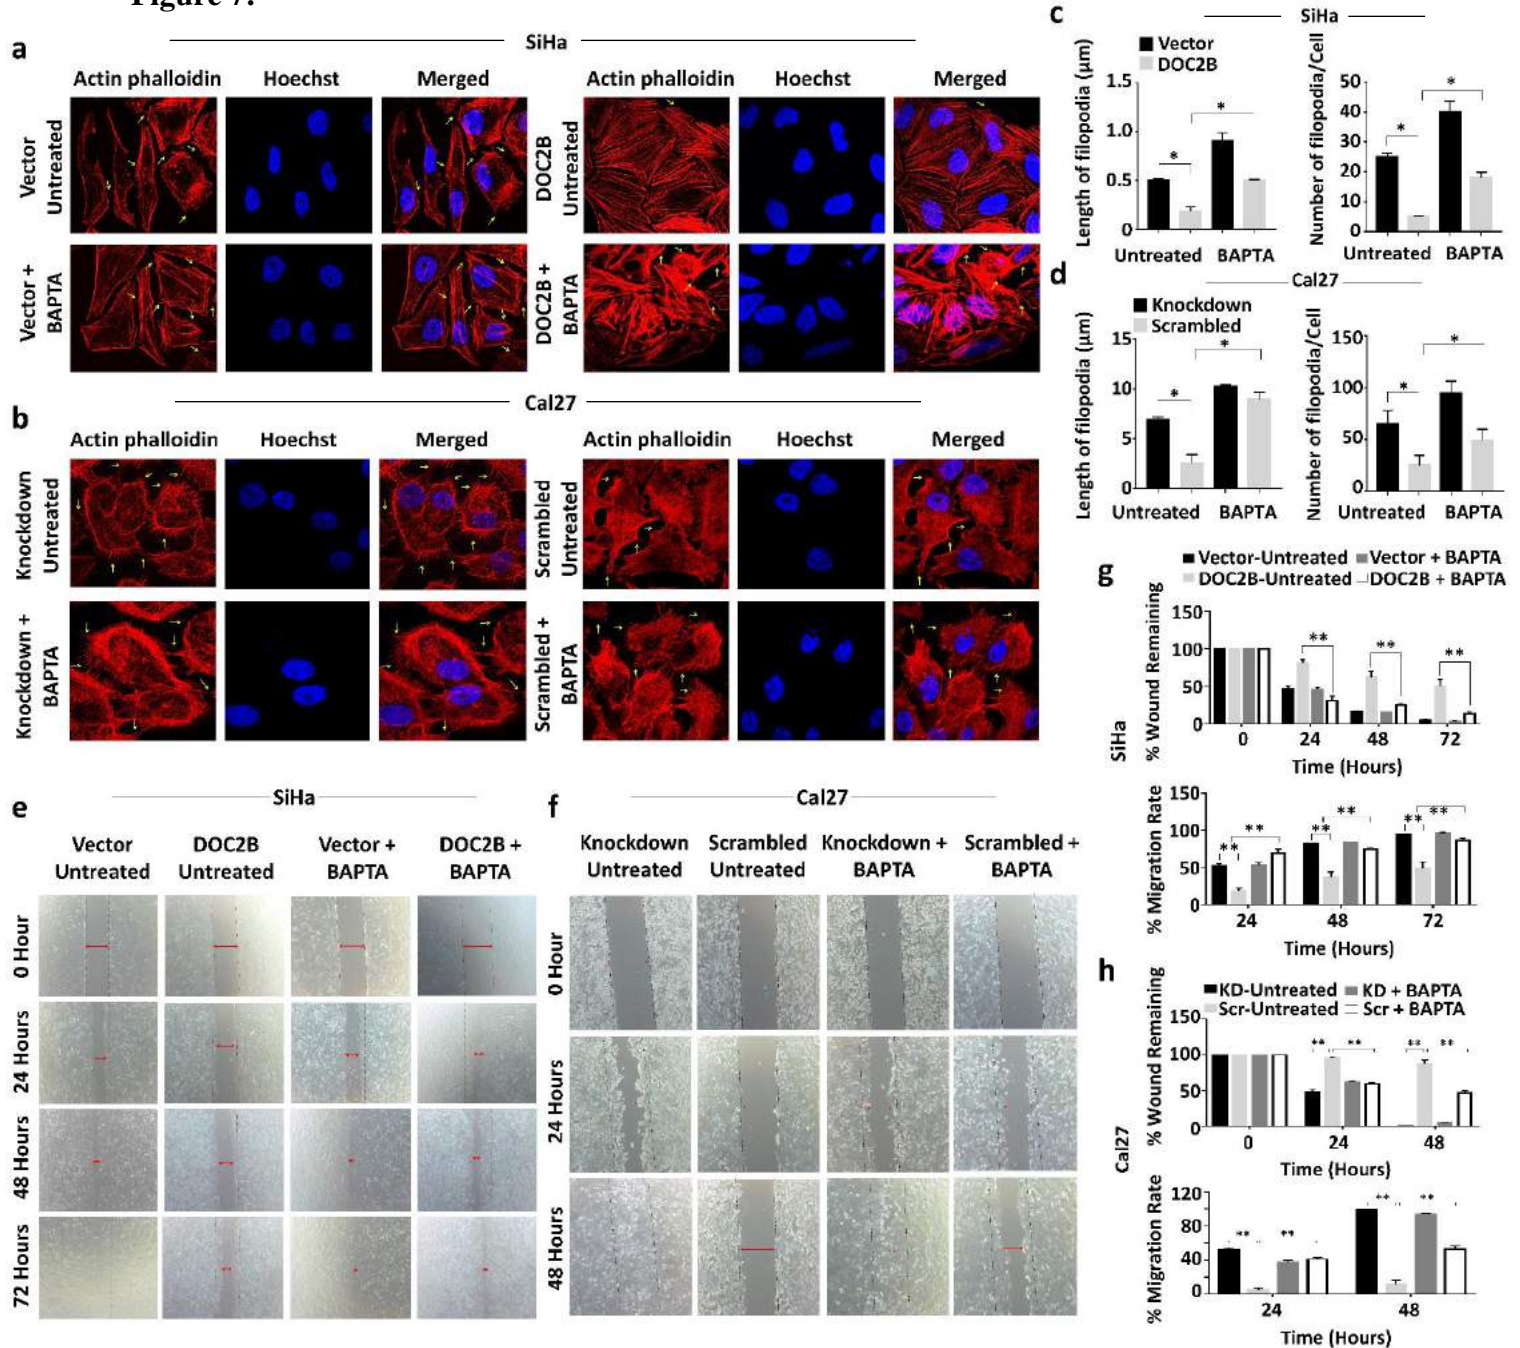 Figure 7.
a
SiHa
Actin phalloidin Hoechst Merged Actin phalloidin Hoechst Merged
Vector
Untreated
DOC2B
Untreated
Vector +
BAPTA
DOC2B +
BAPTA
b
Cal27
Actin phalloidin Hoechst Merged Actin phalloidin Hoechst Merged
Knockdown
Untreated
Scrambled
Untreated
Knockdown +
BAPTA
Scrambled +
BAPTA
c
SiHa
Vector
DOC2B
Length of filopodia (µm)
1.5
1.0
0.5
0
* *
Untreated BAPTA
Number of filopodia/Cell
50
40
30
20
10
0
* *
Untreated BAPTA
d
Cal27
Knockdown
Scrambled
Length of filopodia (µm)
15
10
5
0
* *
Untreated BAPTA
Number of filopodia/Cell
150
100
50
0
* *
Untreated BAPTA
e
SiHa
Vector
Untreated
DOC2B
Untreated
Vector +
BAPTA
DOC2B +
BAPTA
0 Hour
24 Hours
48 Hours
72 Hours
f
Cal27
Knockdown
Untreated
Scrambled
Untreated
Knockdown +
BAPTA
Scrambled +
BAPTA
0 Hour
24 Hours
48 Hours
g
Vector-Untreated Vector + BAPTA
DOC2B-Untreated DOC2B + BAPTA
SiHa
% Wound Remaining
150
100
50
0
** ** **
0 24 48 72
Time (Hours)
% Migration Rate
150
100
50
0
** ** ** ** ** **
24 48 72
Time (Hours)
h
KD-Untreated KD + BAPTA
Scr-Untreated Scr + BAPTA
Cal27
% Wound Remaining
150
100
50
0
** ** ** **
0 24 48
Time (Hours)
% Migration Rate
120
80
40
0
** ** ** **
24 48
Time (Hours)